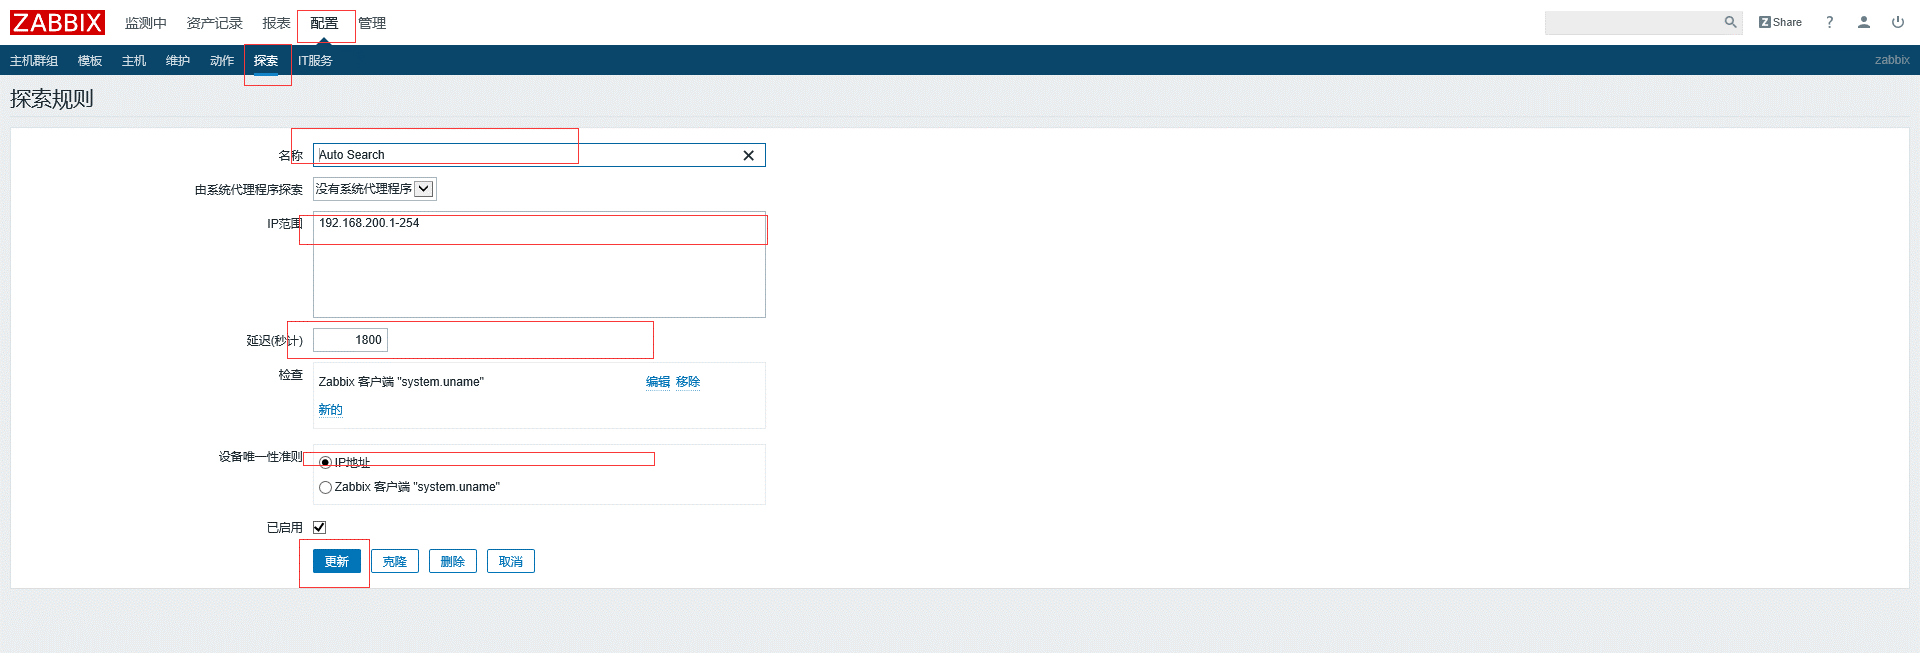 ZABBIX 监测中 资产记录 报表 配置 管理 Z Share ?
主机群组 模板 主机 维护 动作 探索 IT服务 zabbix
探索规则
名称 Auto Search
由系统代理程序探索 没有系统代理程序
IP范围 192.168.200.1-254
延迟(秒计) 1800
检查 Zabbix 客户端 "system.uname" 编辑 移除
新的
设备唯一性准则 IP地址
Zabbix 客户端 "system.uname"
已启用
更新 克隆 删除 取消